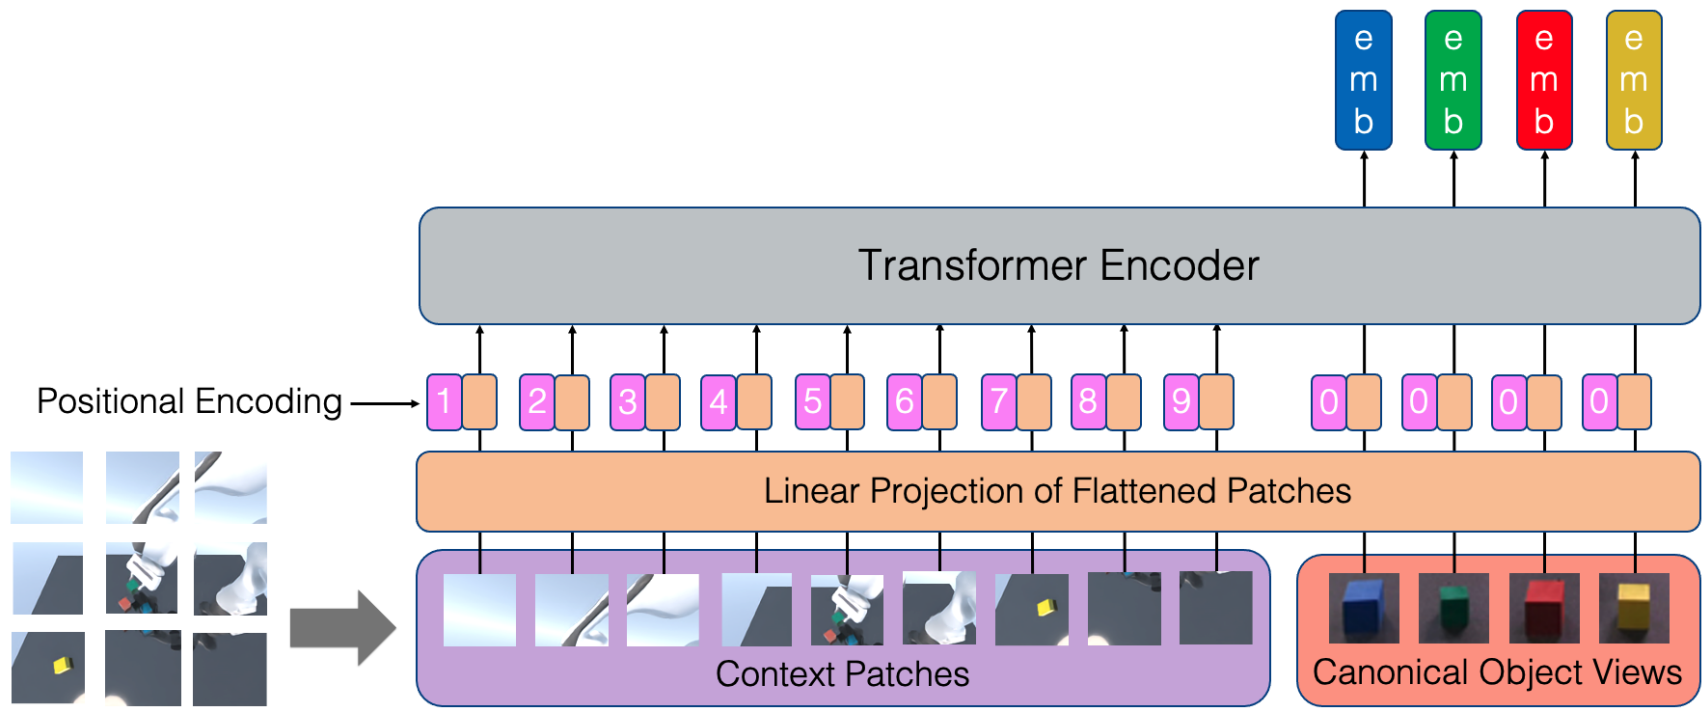 e m b e m b e m b e m b
Transformer Encoder
Positional Encoding 1 2 3 4 5 6 7 8 9 0 0 0 0
Linear Projection of Flattened Patches
Context Patches
Canonical Object Views